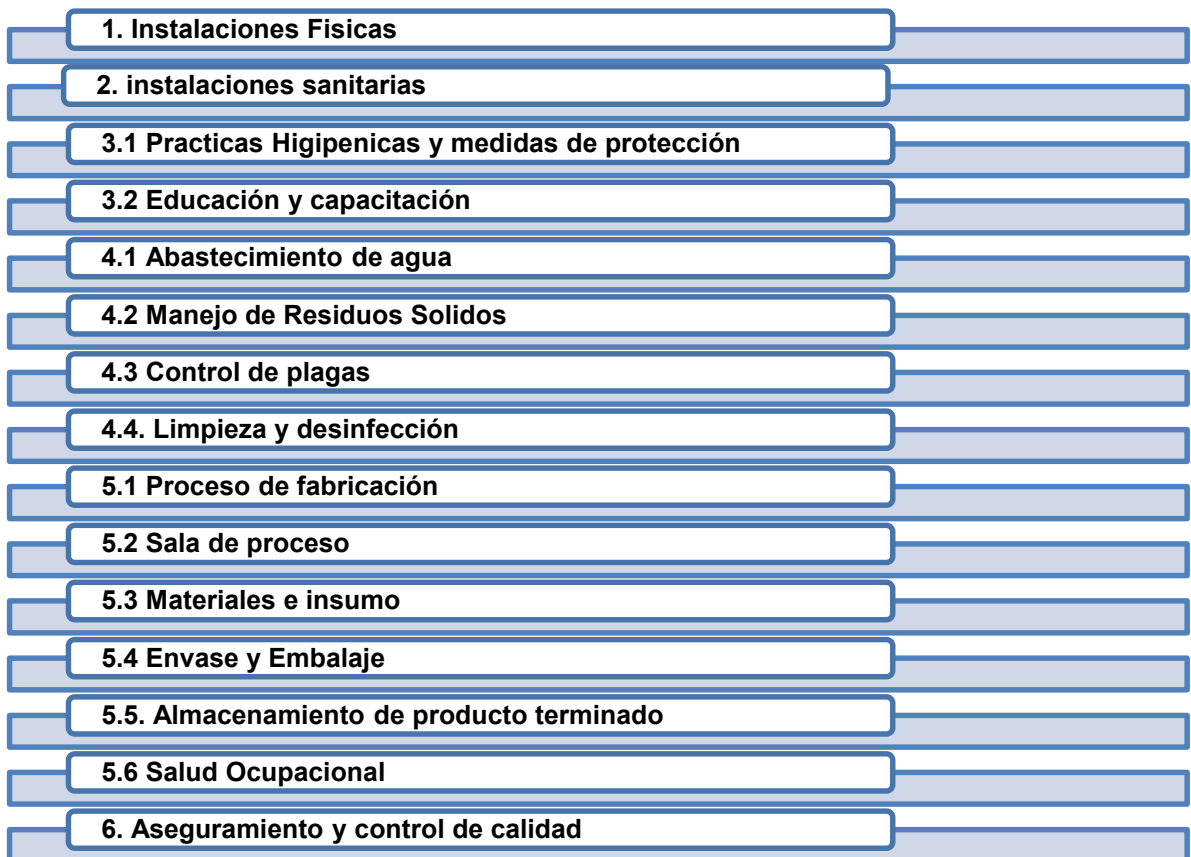 1. Instalaciones Fisicas
2. instalaciones sanitarias
3.1 Practicas Higipenicas y medidas de protección
3.2 Educación y capacitación
4.1 Abastecimiento de agua
4.2 Manejo de Residuos Solidos
4.3 Control de plagas
4.4. Limpieza y desinfección
5.1 Proceso de fabricación
5.2 Sala de proceso
5.3 Materiales e insumo
5.4 Envase y Embalaje
5.5. Almacenamiento de producto terminado
5.6 Salud Ocupacional
6. Aseguramiento y control de calidad